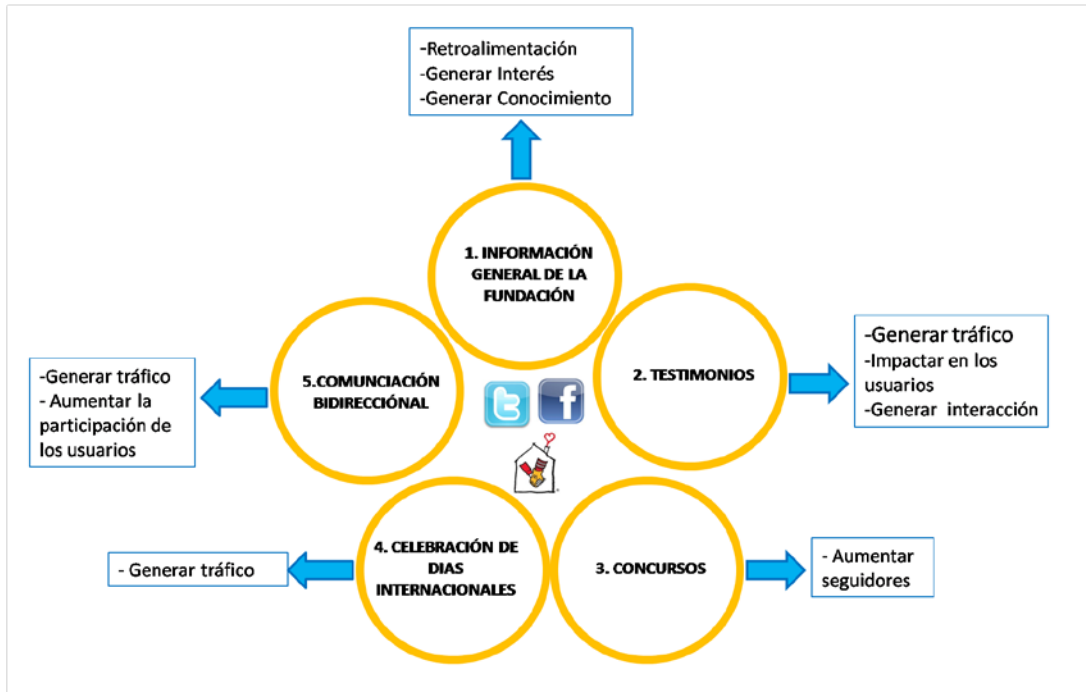 -Retroalimentación
-Generar Interés
-Generar Conocimiento
1. INFORMACIÓN
GENERAL DE LA
FUNDACIÓN
2. TESTIMONIOS
-Generar tráfico
-Impactar en los
usuarios
-Generar interacción
5.COMUNCIACIÓN
BIDIRECCIÓNAL
-Generar tráfico
- Aumentar la
participación de
los usuarios
4. CELEBRACIÓN DE
DIAS
INTERNACIONALES
- Generar tráfico
3. CONCURSOS
- Aumentar
seguidores